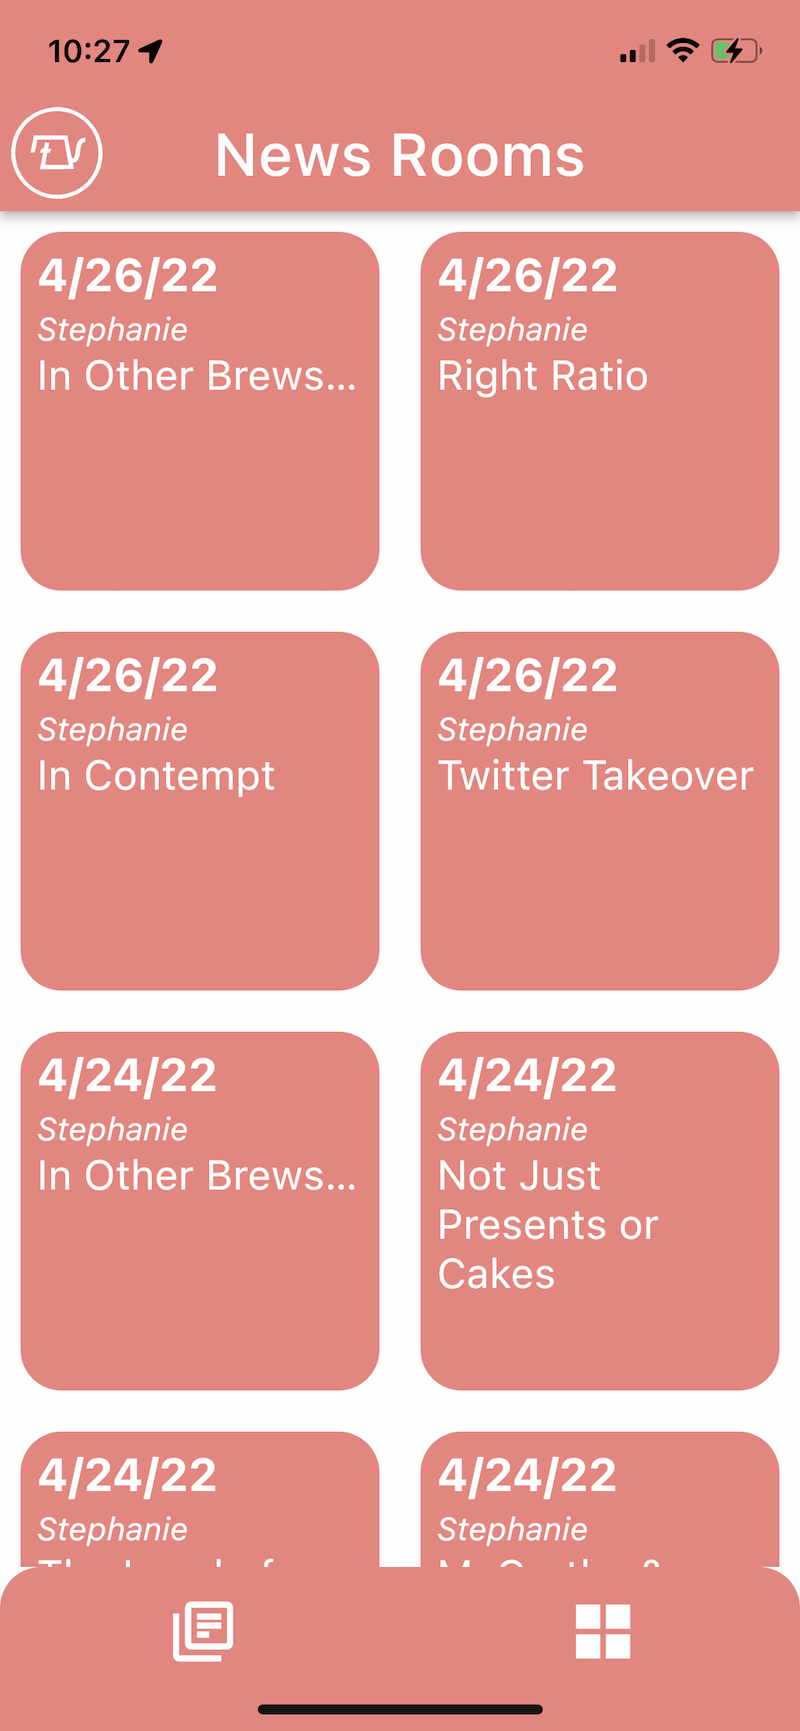 10:27
News Rooms
4/26/22
Stephanie
In Other Brews...
4/26/22
Stephanie
Right Ratio
4/26/22
Stephanie
In Contempt
4/26/22
Stephanie
Twitter Takeover
4/24/22
Stephanie
In Other Brews...
4/24/22
Stephanie
Not Just
Presents or
Cakes
4/24/22
Stephanie
4/24/22
Stephanie